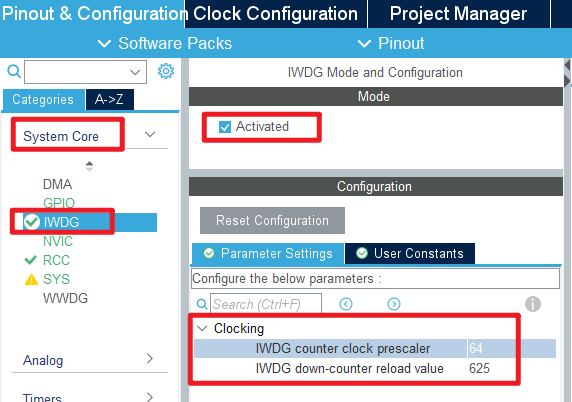 Pinout & Configuration Clock Configuration Project Manager
Software Packs Pinout
IWDG Mode and Configuration
Categories A->Z
Mode
System Core
Activated
DMA
GPIO
IWDG
NVIC
RCC
SYS
WWDG
Configuration
Reset Configuration
Parameter Settings User Constants
Configure the below parameters :
Search (Ctrl+F)
Clocking
IWDG counter clock prescaler 64
IWDG down-counter reload value 625
Analog
Timers